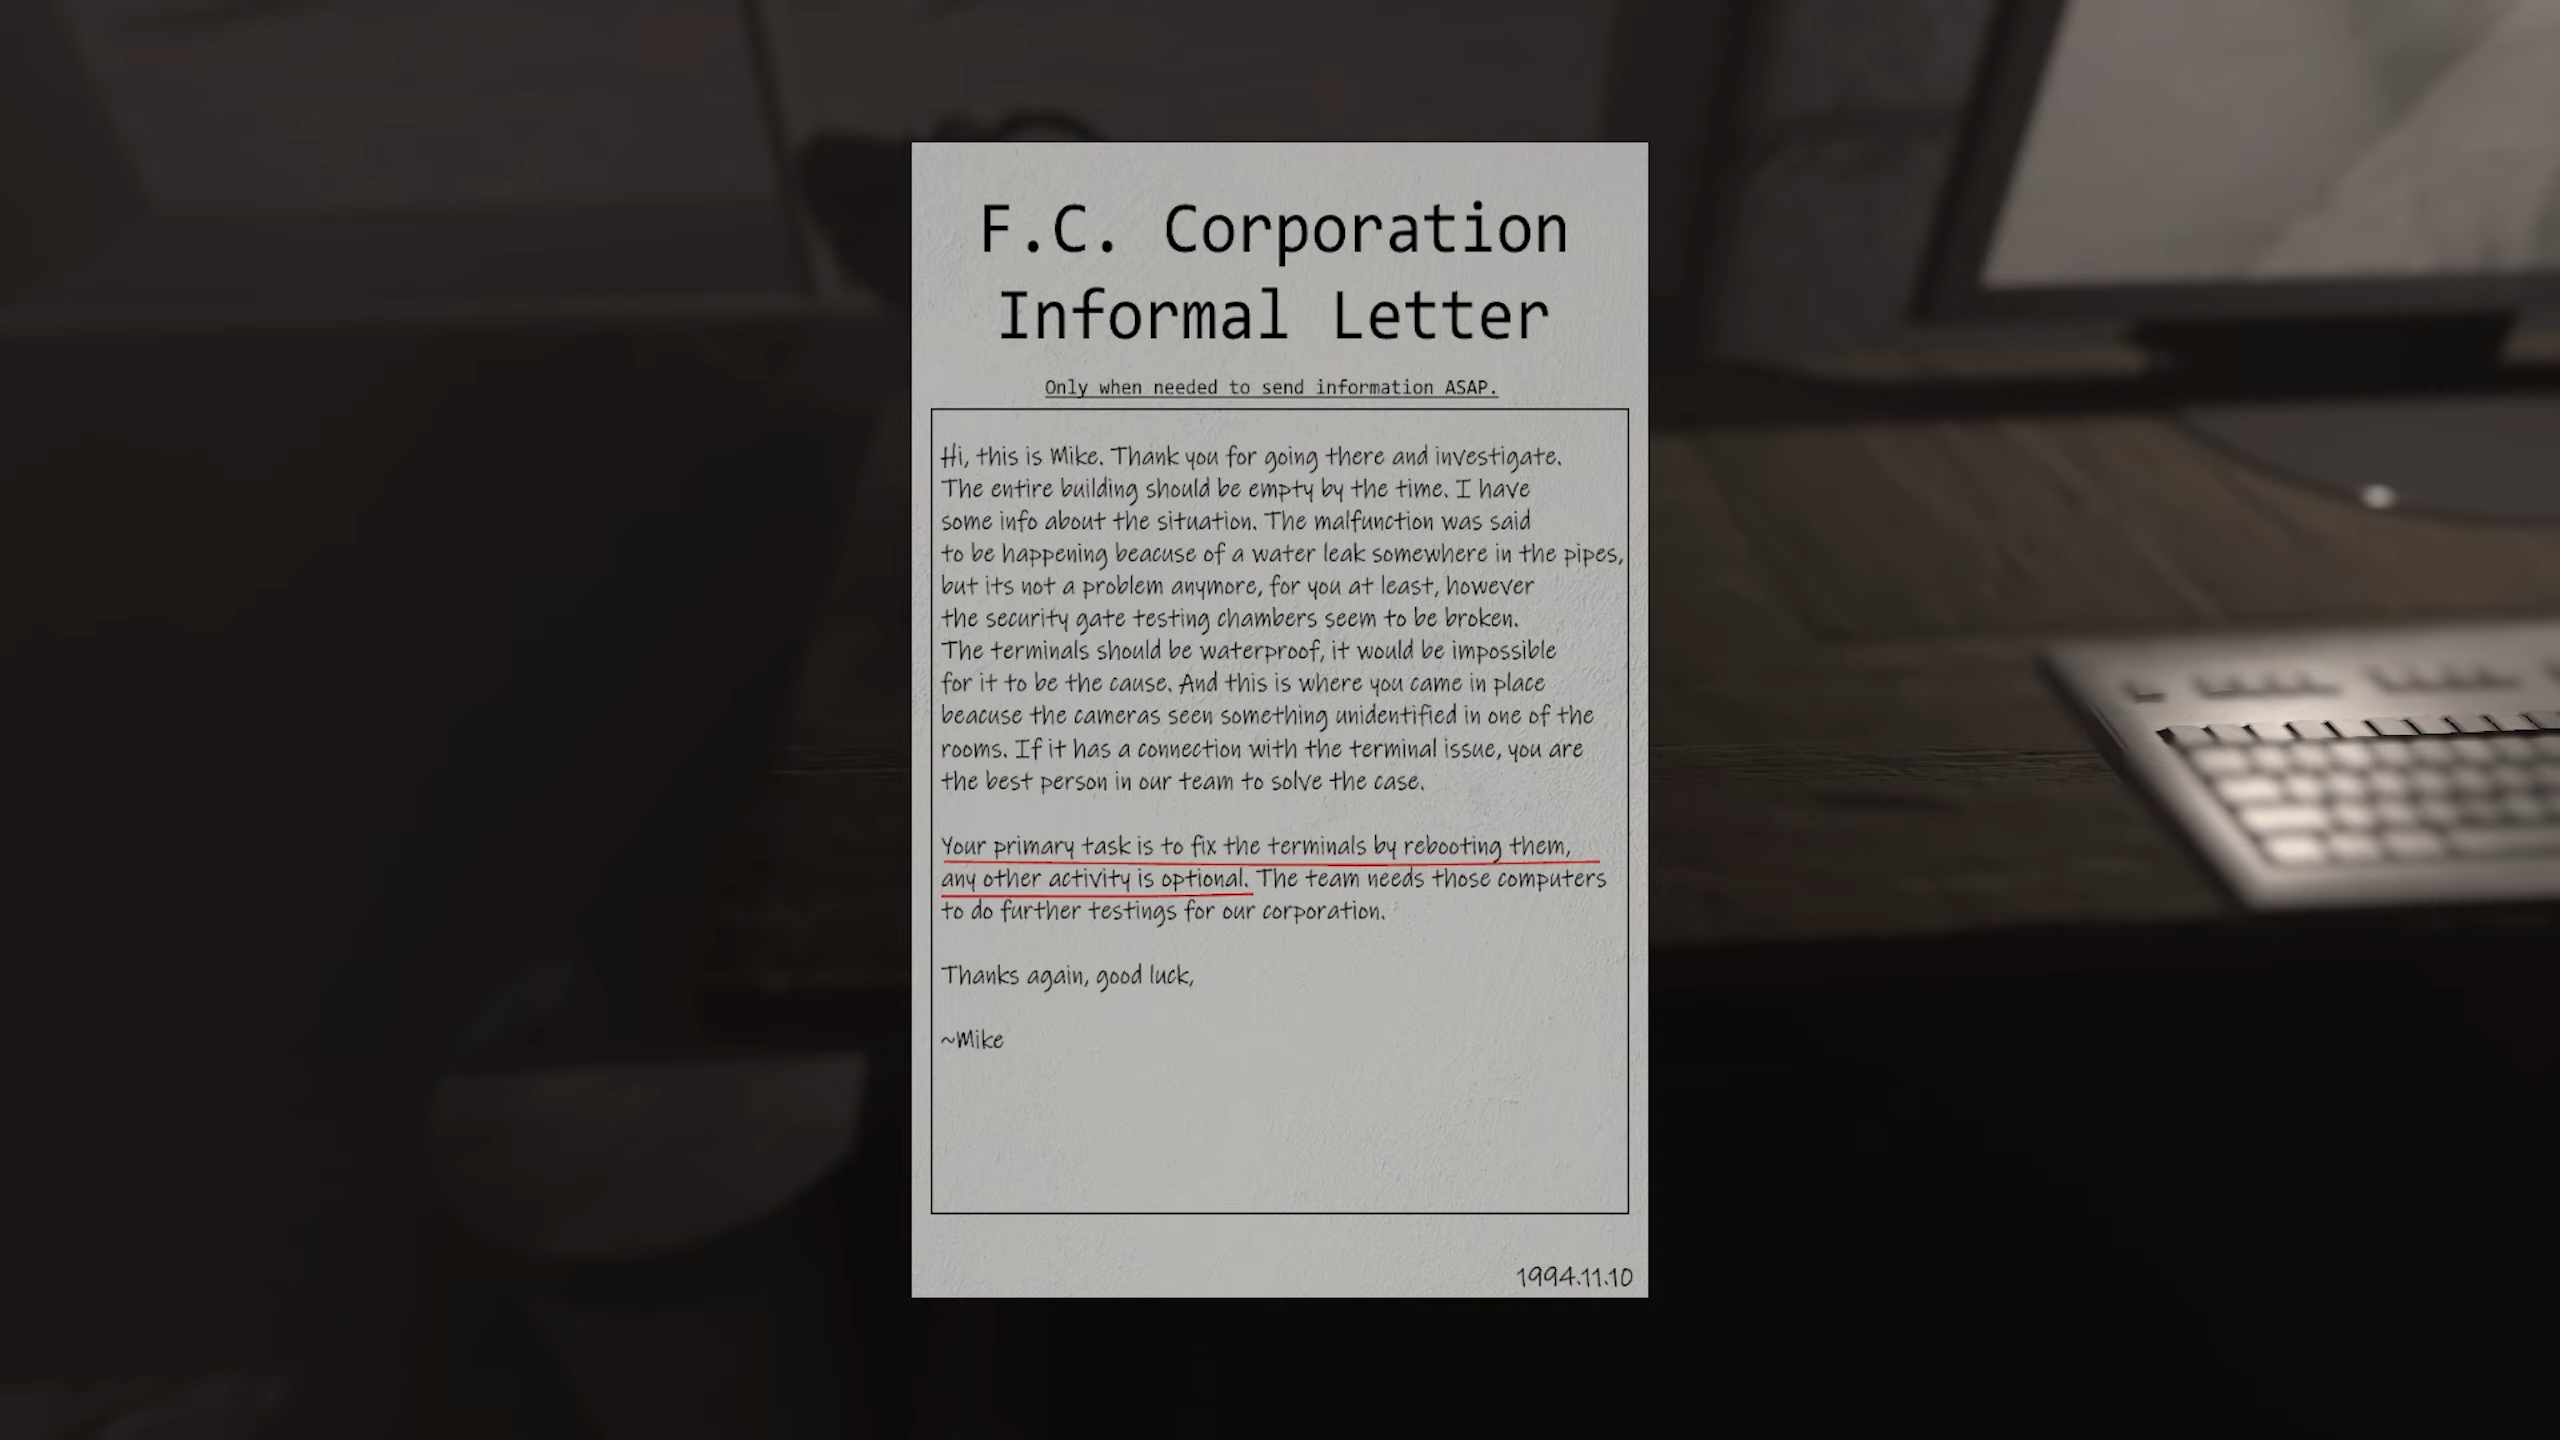 F.C. Corporation
Informal Letter
Only when needed to send information ASAP.
Hi, this is Mike. Thank you for going there and investigate.
The entire building should be empty by the time. I have
some info about the situation. The malfunction was said
to be happening beacuse of a water leak somewhere in the pipes,
but its not a problem anymore, for you at least, however
the security gate testing chambers seem to be broken.
The terminals should be waterproof, it would be impossible
for it to be the cause. And this is where you came in place
beacuse the cameras seen something unidentified in one of the
rooms. If it has a connection with the terminal issue, you are
the best person in our team to solve the case.
Your primary task is to fix the terminals by rebooting them,
any other activity is optional. The team needs those computers
to do further testings for our corporation.
Thanks again, good luck,
~Mike
1994.11.10